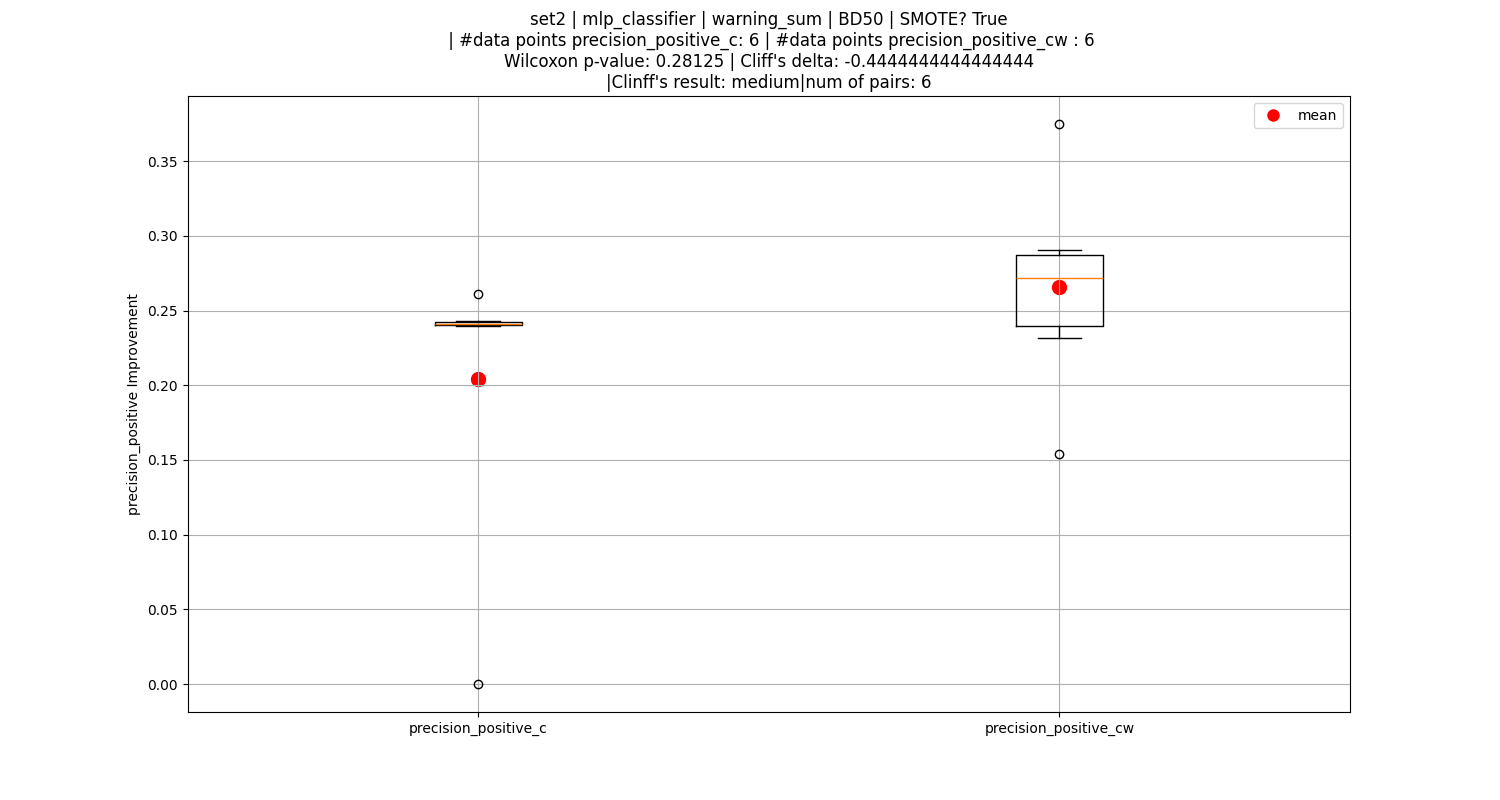 set2 | mlp_classifier | warning_sum | BD50 | SMOTE? True
| #data points precision_positive_c: 6 | #data points precision_positive_cw : 6
Wilcoxon p-value: 0.28125 | Cliff's delta: -0.4444444444444444
|Clinff's result: medium|num of pairs: 6
mean
0.35
0.30
0.25
0.20
0.15
0.10
0.05
0.00
precision_positive Improvement
precision_positive_c
precision_positive_cw